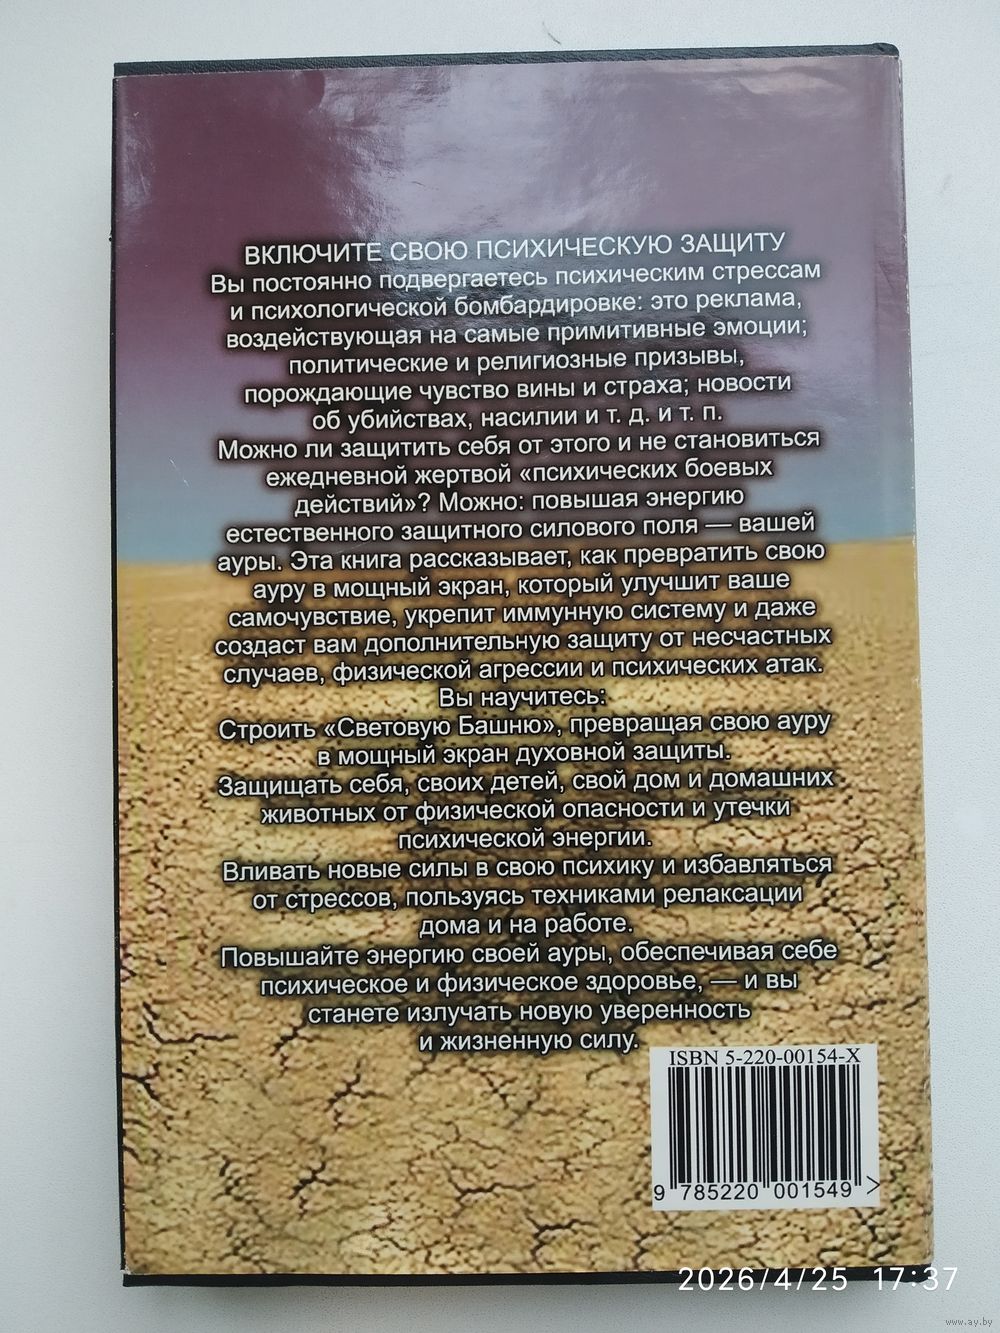 ВКЛЮЧИТЕ СВОЮ ПСИХИЧЕСКУЮ ЗАЩИТУ
Вы постоянно подвергаетесь психическим стрессам
и психологической бомбардировке: это реклама,
воздействующая на самые примитивные эмоции;
политические и религиозные призывы,
порождающие чувство вины и страха; новости
об убийствах, насилии и т. д. и т. п.
Можно ли защитить себя от этого и не становиться
ежедневной жертвой «психических боевых
действий»? Можно: повышая энергию
естественного защитного силового поля — вашей
ауры. Эта книга рассказывает, как превратить свою
ауру в мощный экран, который улучшит ваше
самочувствие, укрепит иммунную систему и даже
создаст вам дополнительную защиту от несчастных
случаев, физической агрессии и психических атак.
Вы научитесь:
Строить «Световую Башню», превращая свою ауру
в мощный экран духовной защиты.
Защищать себя, своих детей, свой дом и домашних
животных от физической опасности и утечки
психической энергии.
Вливать новые силы в свою психику и избавляться
от стрессов, пользуясь техниками релаксации
дома и на работе.
Повышайте энергию своей ауры, обеспечивая себе
психическое и физическое здоровье, — и вы
станете излучать новую уверенность
и жизненную силу.
ISBN 5-220-00154-X
9 785220 001549 >
2026/4/25 17:37
www.ay.by